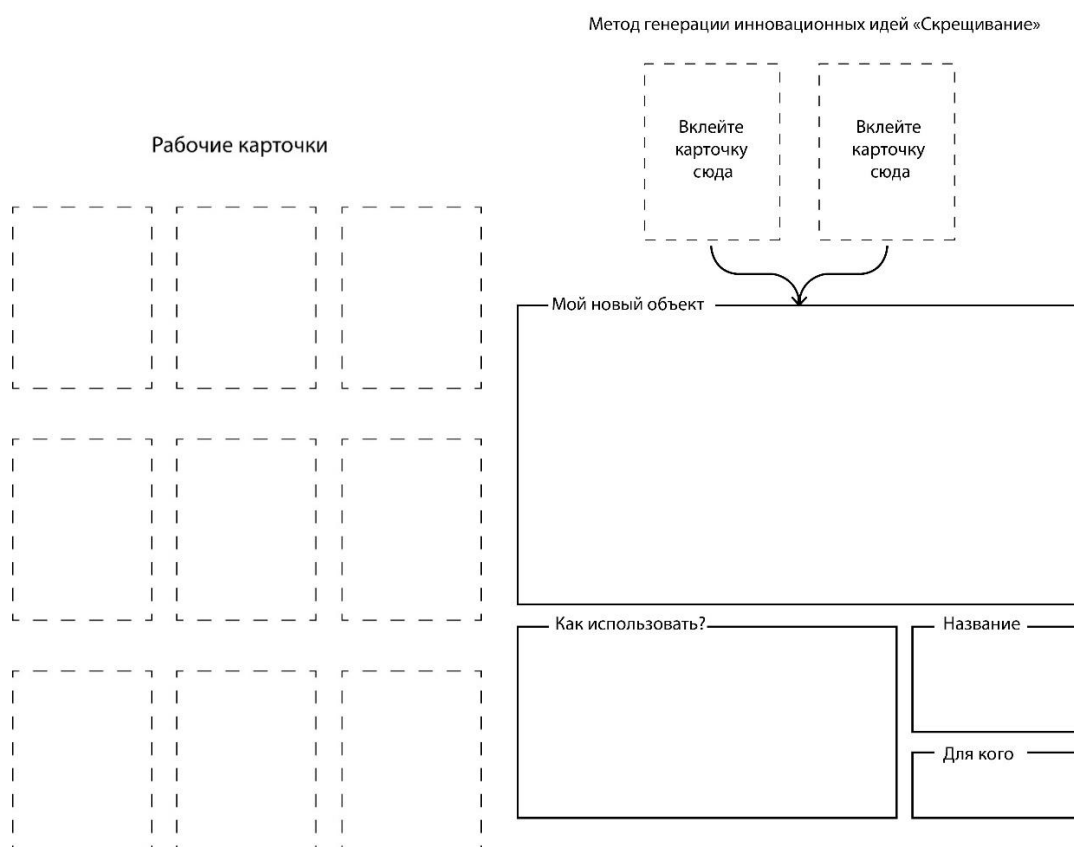 Метод генерации инновационных идей «Скрещивание»
Рабочие карточки
Вклейте
карточку
сюда
Вклейте
карточку
сюда
Мой новый объект
Как использовать?
Название
Для кого